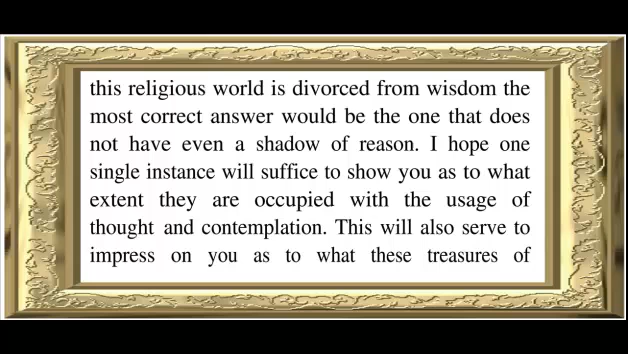 this religious world is divorced from wisdom the
most correct answer would be the one that does
not have even a shadow of reason. I hope one
single instance will suffice to show you as to what
extent they are occupied with the usage of
thought and contemplation. This will also serve to
impress on you as to what these treasures of